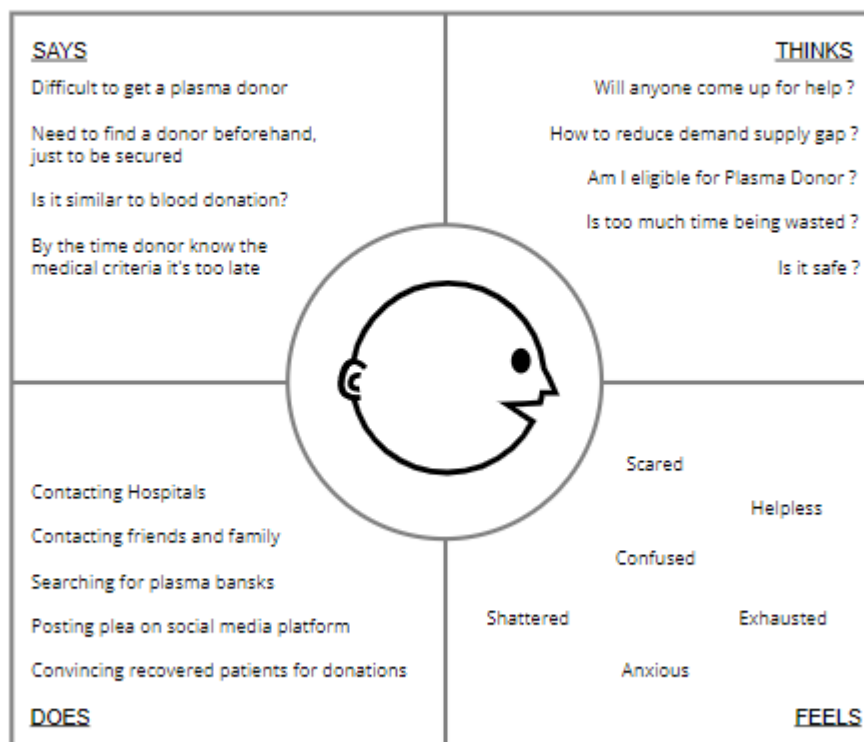 SAYS
Difficult to get a plasma donor
Need to find a donor beforehand,
just to be secured
Is it similar to blood donation?
By the time donor know the
medical criteria it's too late
THINKS
Will anyone come up for help ?
How to reduce demand supply gap ?
Am I eligible for Plasma Donor ?
Is too much time being wasted ?
Is it safe ?
Contacting Hospitals
Contacting friends and family
Searching for plasma bansks
Posting plea on social media platform
Convincing recovered patients for donations
DOES
Scared
Helpless
Confused
Shattered
Exhausted
Anxious
FEELS